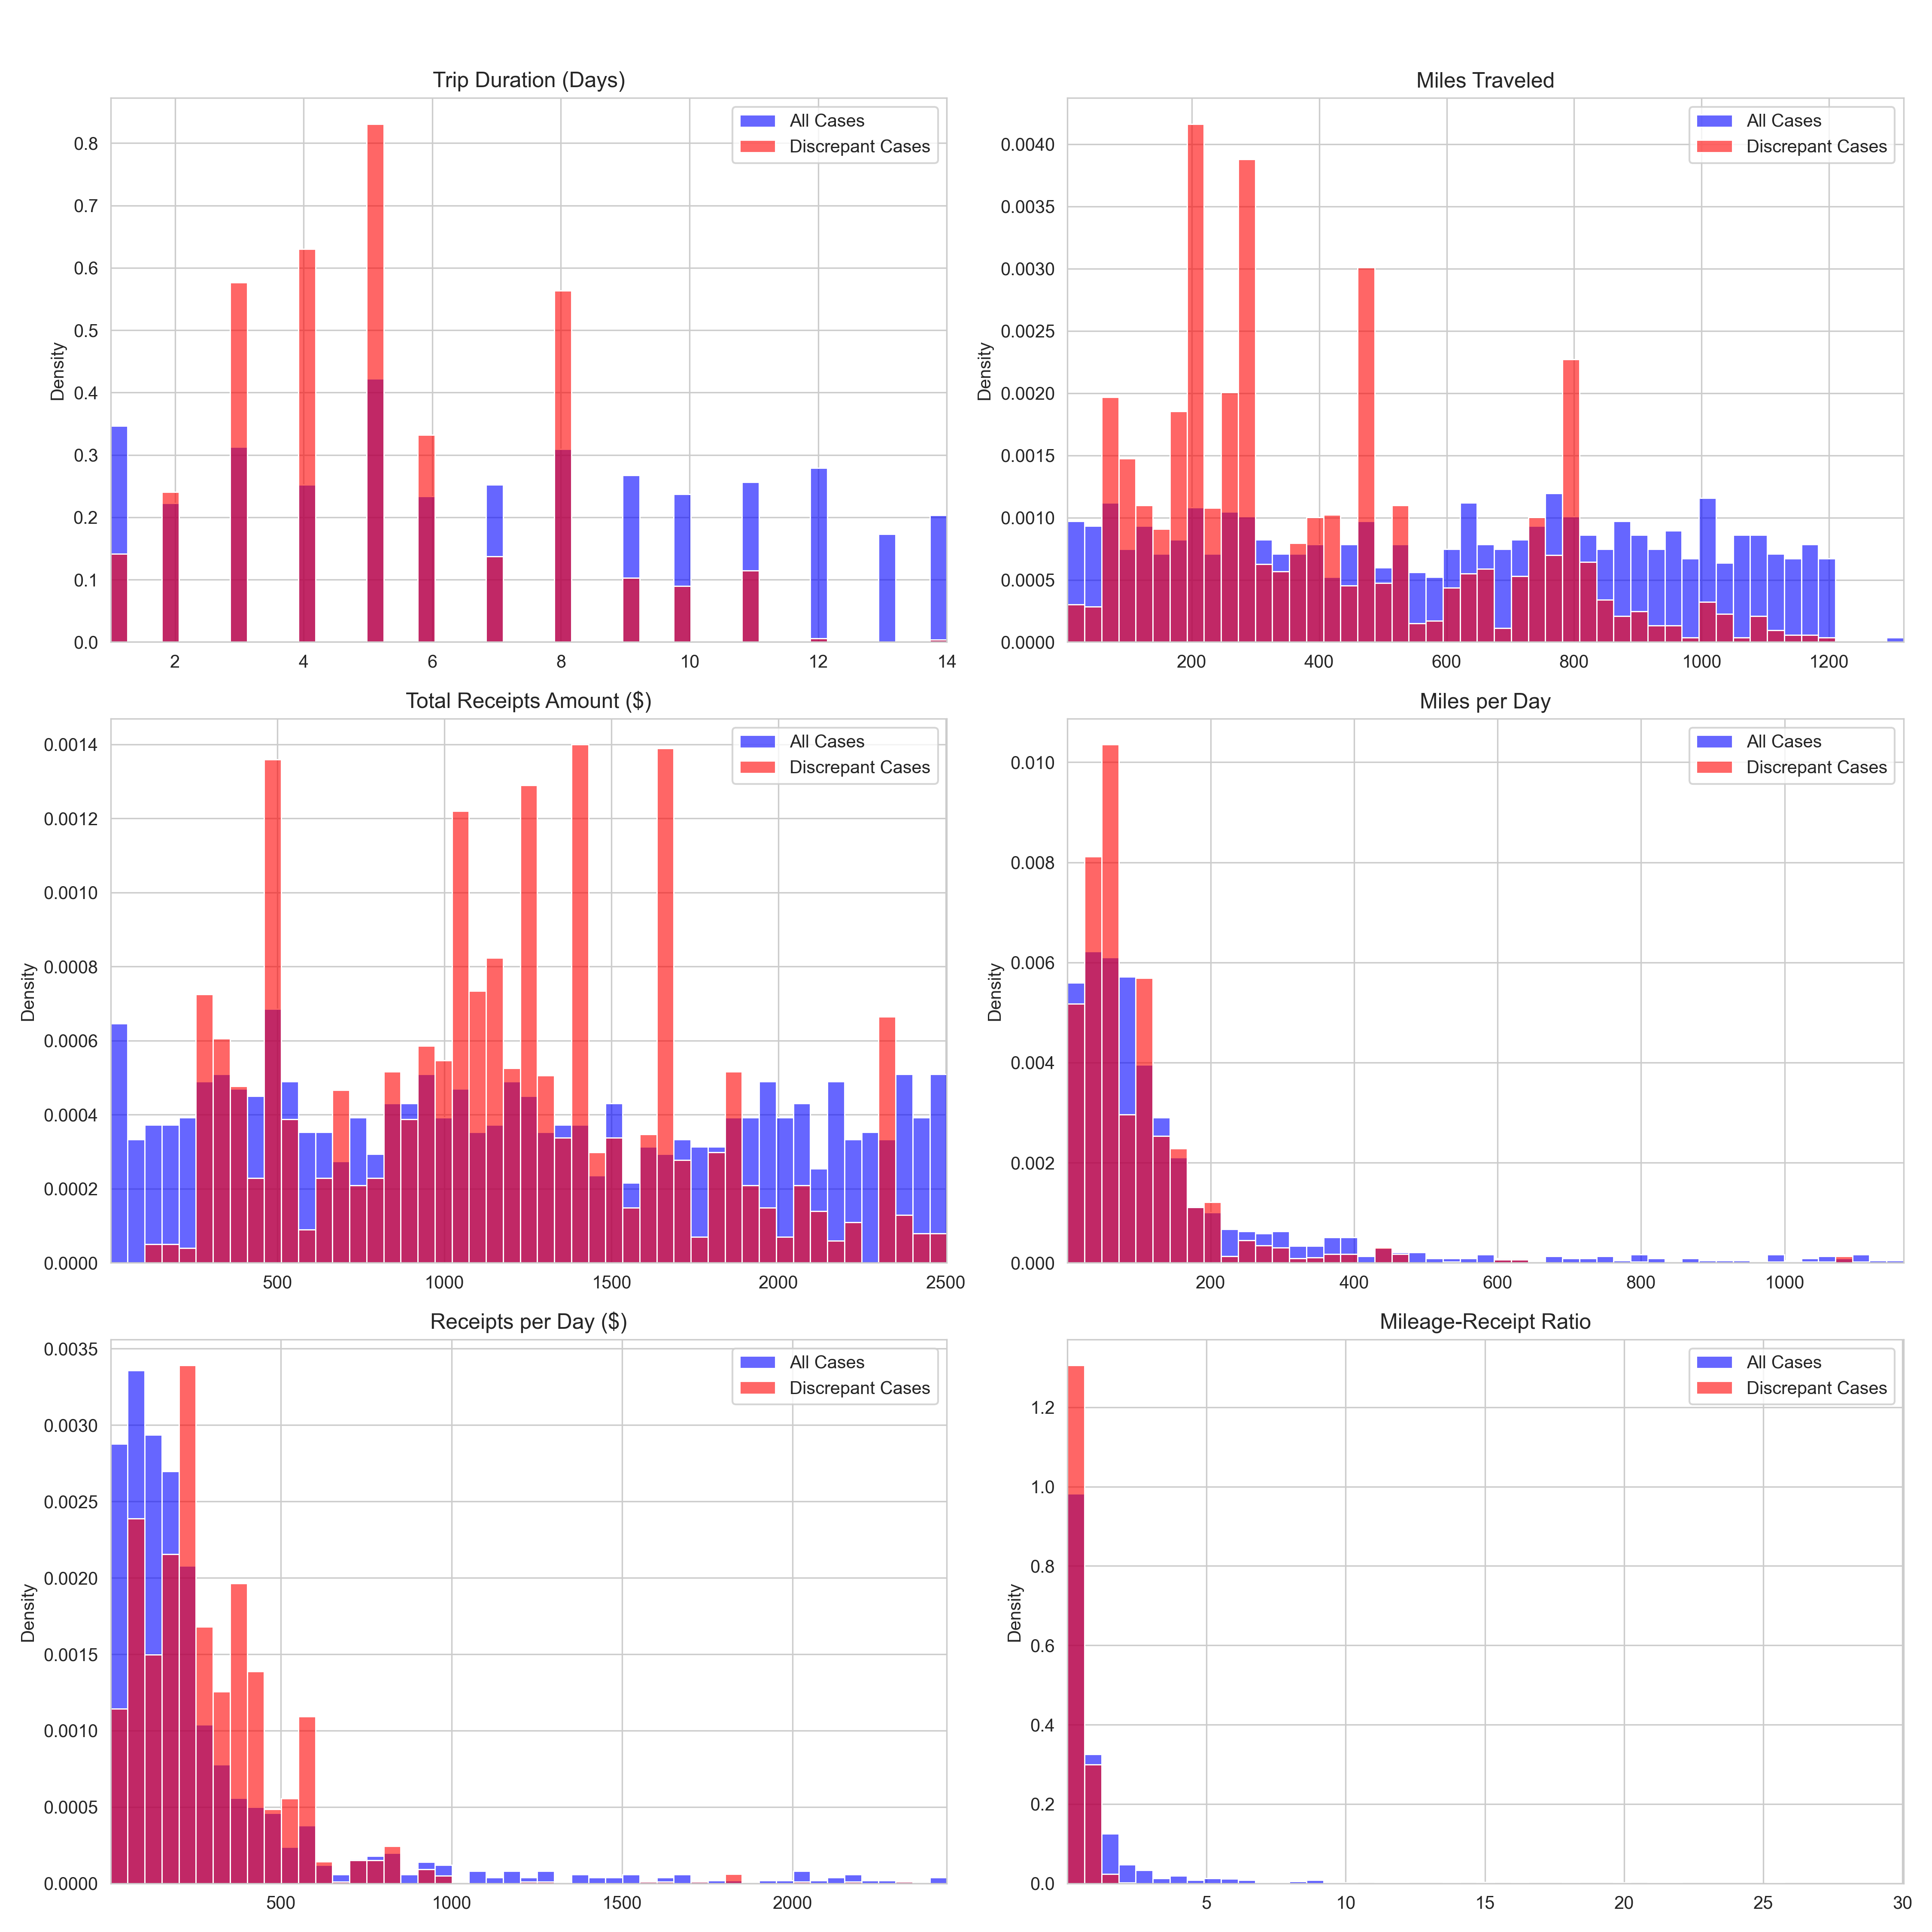 Trip Duration (Days)
Density
0.8
0.7
0.6
0.5
0.4
0.3
0.2
0.1
0.0
2 4 6 8 10 12 14
All Cases
Discrepant Cases
Miles Traveled
Density
0.0040
0.0035
0.0030
0.0025
0.0020
0.0015
0.0010
0.0005
0.0000
200 400 600 800 1000 1200
All Cases
Discrepant Cases
Total Receipts Amount ($)
Density
0.0014
0.0012
0.0010
0.0008
0.0006
0.0004
0.0002
0.0000
500 1000 1500 2000 2500
All Cases
Discrepant Cases
Miles per Day
Density
0.010
0.008
0.006
0.004
0.002
0.000
200 400 600 800 1000
All Cases
Discrepant Cases
Receipts per Day ($)
Density
0.0035
0.0030
0.0025
0.0020
0.0015
0.0010
0.0005
0.0000
500 1000 1500 2000
All Cases
Discrepant Cases
Mileage-Receipt Ratio
Density
1.2
1.0
0.8
0.6
0.4
0.2
0.0
5 10 15 20 25 30
All Cases
Discrepant Cases